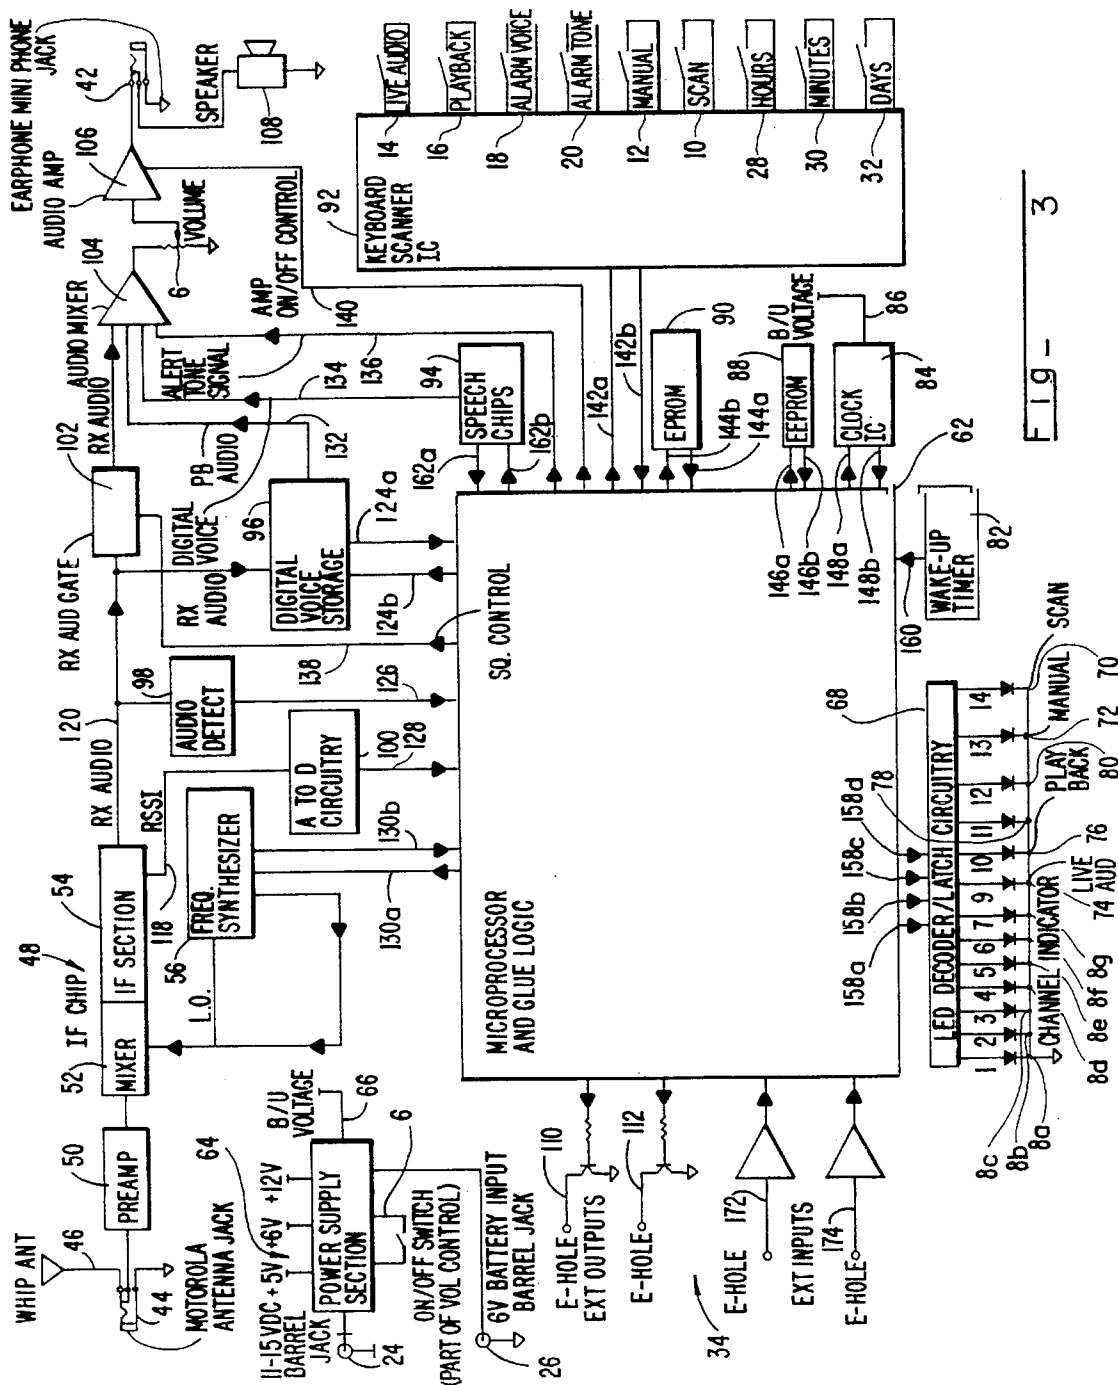 WHIP ANT
46
MOTOROLA
ANTENNA JACK
44
50
PREAMP
IF CHIP
48
52
MIXER
54
IF SECTION
118
RSSI
RX AUDIO
120
L.O.
56
FREQ.
SYNTHESIZER
98
AUDIO
DETECT
A TO D
CIRCUITRY
100
128
126
130b
130a
138
RX AUD GATE
102
RX AUDIO
RX
AUDIO
DIGITAL
VOICE
96
DIGITAL
VOICE
STORAGE
124a
124b
PB
AUDIO
132
134
136
ALERT
TONE
SIGNAL
AUDIO MIXER
104
6
VOLUME
AUDIO AMP
106
EARPHONE MINI PHONE
JACK
42
SPEAKER
108
AMP
ON/OFF CONTROL
140
94
SPEECH
CHIPS
162a
162b
92
KEYBOARD
SCANNER
IC
14
LIVE AUDIO
16
PLAYBACK
18
ALARM VOICE
20
ALARM TONE
12
MANUAL
10
SCAN
28
HOURS
30
MINUTES
32
DAYS
142a
142b
90
EPROM
144b
144a
88
EEPROM
B/U
VOLTAGE
86
CLOCK
IC
84
146a
146b
148a
148b
62
160
WAKE-UP
TIMER
82
SQ. CONTROL
MICROPROCESSOR
AND GLUE LOGIC
11-15VDC
BARREL
JACK
24
+5V
+6V
+12V
64
POWER SUPPLY
SECTION
B/U
VOLTAGE
66
6
ON/OFF SWITCH
(PART OF VOL CONTROL)
6V BATTERY INPUT
BARREL JACK
26
E-HOLE
110
EXT OUTPUTS
E-HOLE
112
34
E-HOLE
172
EXT INPUTS
E-HOLE
174
158a
158b
158c
158d
78
68
LED DECODER/LATCH CIRCUITRY
1
2
3
4
5
6
7
9
10
11
12
13
14
8a
8b
8c
8d
8e
8f
8g
CHANNEL INDICATOR
74
LIVE
AUD
76
PLAY
BACK
80
72
MANUAL
70
SCAN
Fig- 3